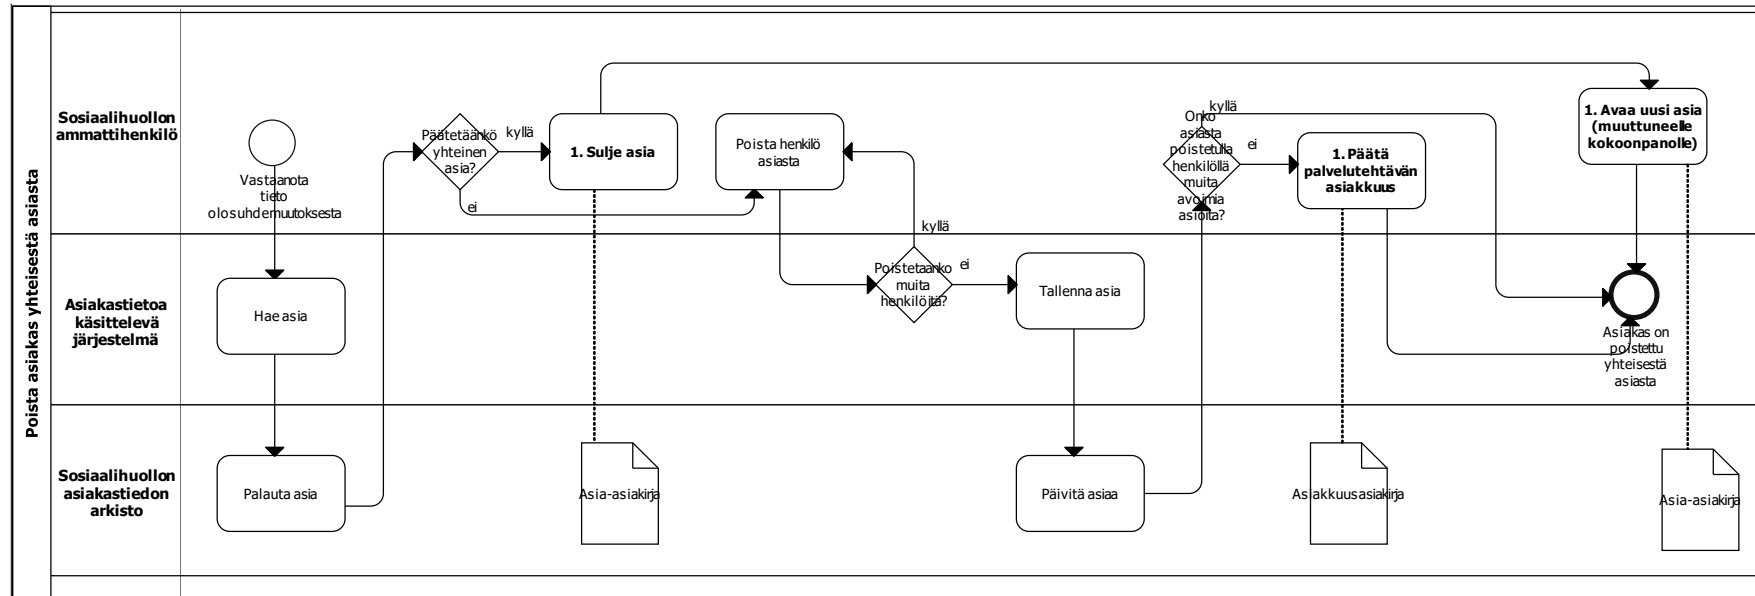 Poista asiakas yhteisestä asiasta
Sosiaalihuollon
ammattihenkilö
Vastaanota
tieto
olosuhdemuutoksesta
Päätetäänkö
yhteinen
asia?
kyllä
ei
1. Sulje asia
Poista henkilö
asiasta
kyllä
Onko
asiasta
poistetulla
henkilöllä
muita
avoimia
asioita?
kyllä
ei
1. Päätä
palvelutehtävän
asiakkuus
1. Avaa uusi asia
(muuttuneelle
kokoonpanolle)
Asiakastietoa
käsittelevä
järjestelmä
Hae asia
Poistetaanko
muita
henkilöitä?
ei
Tallenna asia
Asiakas on
poistettu
yhteisestä
asiasta
Sosiaalihuollon
asiakastiedon
arkisto
Palauta asia
Asia-asiakirja
Päivitä asiaa
Asiakkuusasiakirja
Asia-asiakirja